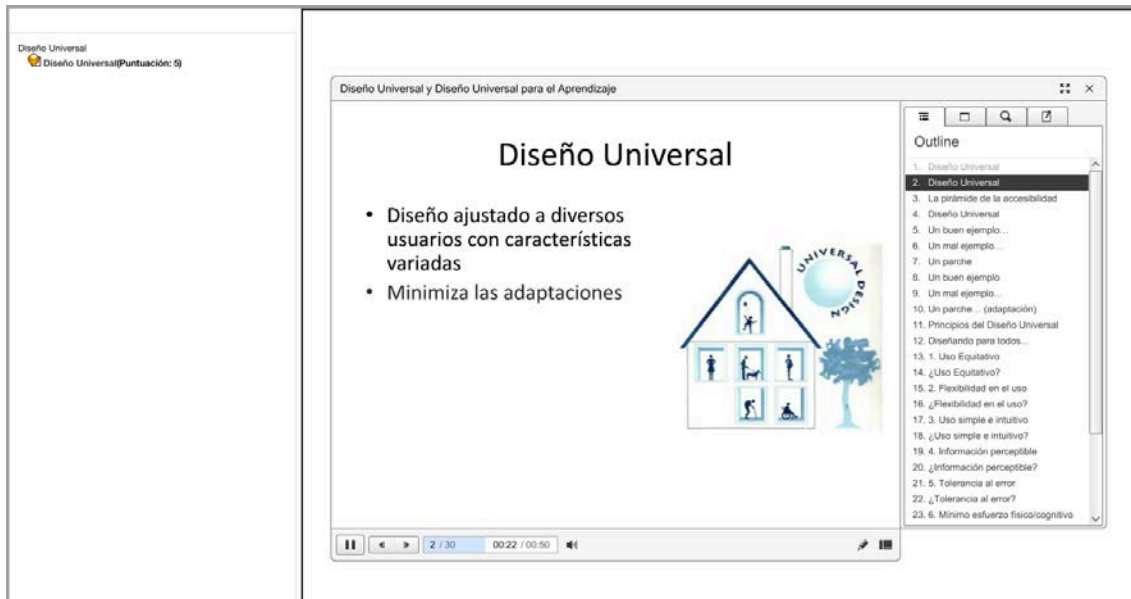 Diseño Universal
Diseño Universal(Puntuación: 5)
Diseño Universal y Diseño Universal para el Aprendizaje
Diseño Universal
• Diseño ajustado a diversos
usuarios con características
variadas
• Minimiza las adaptaciones
UNIVERSAL DESIGN
Outline
1. Diseño Universal
2. Diseño Universal
3. La pirámide de la accesibilidad
4. Diseño Universal
5. Un buen ejemplo...
6. Un mal ejemplo...
7. Un parche
8. Un buen ejemplo
9. Un mal ejemplo...
10. Un parche... (adaptación)
11. Principios del Diseño Universal
12. Diseñando para todos...
13. 1. Uso Equitativo
14. ¿Uso Equitativo?
15. 2. Flexibilidad en el uso
16. ¿Flexibilidad en el uso?
17. 3. Uso simple e intuitivo
18. ¿Uso simple e intuitivo?
19. 4. Información perceptible
20. ¿Información perceptible?
21. 5. Tolerancia al error
22. ¿Tolerancia al error?
23. 6. Mínimo esfuerzo físico/cognitivo
2 / 30 00:22 / 00:50